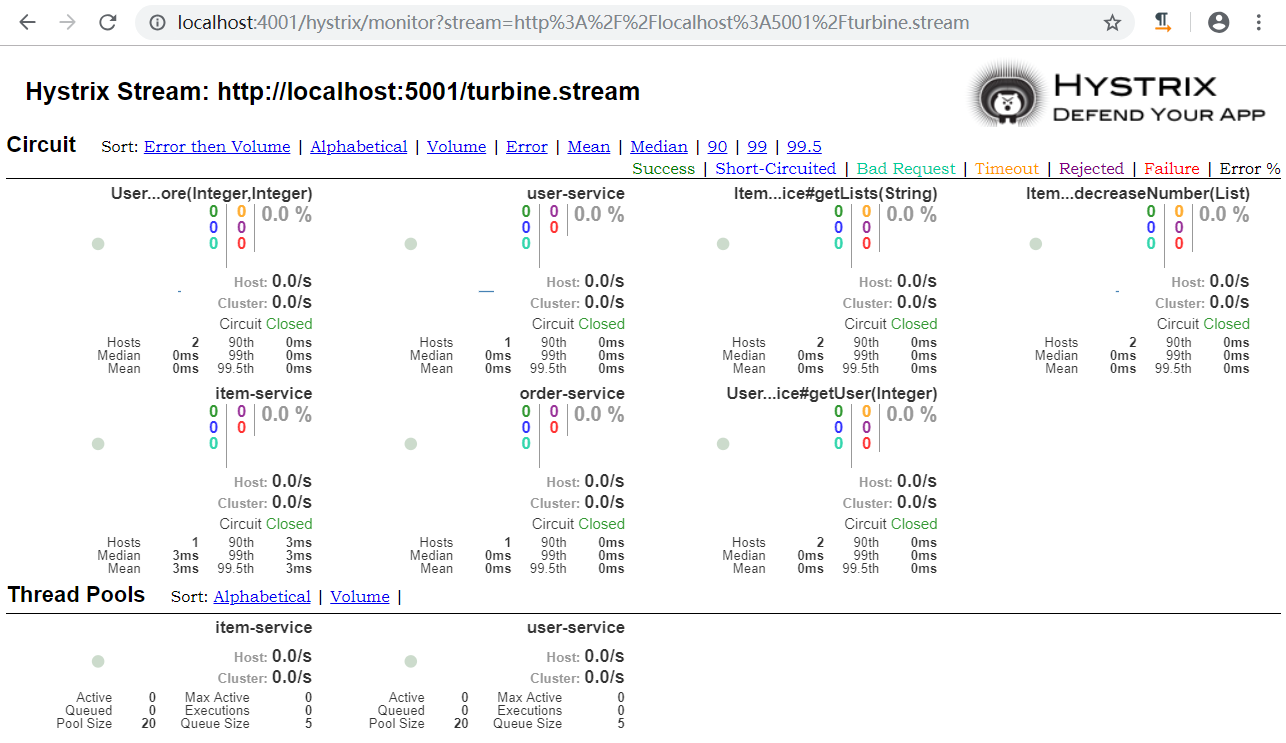 localhost:4001/hystrix/monitor?stream=http%3A%2F%2Flocalhost%3A5001%2Fturbine.stream
Hystrix Stream: http://localhost:5001/turbine.stream
HYSTRIX
DEFEND YOUR APP
Circuit Sort: Error then Volume | Alphabetical | Volume | Error | Mean | Median | 90 | 99 | 99.5
Success | Short-Circuited | Bad Request | Timeout | Rejected | Failure | Error %
User...ore(Integer,Integer) user-service Item...ice#getLists(String) Item...decreaseNumber(List)
0 0 0.0 % 0 0 0.0 % 0 0 0.0 % 0 0 0.0 %
0 0 0 0 0 0 0 0
0 0 0 0 0 0 0
Host: 0.0/s Host: 0.0/s Host: 0.0/s Host: 0.0/s
Cluster: 0.0/s Cluster: 0.0/s Cluster: 0.0/s Cluster: 0.0/s
Circuit Closed Circuit Closed Circuit Closed Circuit Closed
Hosts 2 90th 0ms Hosts 1 90th 0ms Hosts 2 90th 0ms Hosts 2 90th 0ms
Median 0ms 99th 0ms Median 0ms 99th 0ms Median 0ms 99th 0ms Median 0ms 99th 0ms
Mean 0ms 99.5th 0ms Mean 0ms 99.5th 0ms Mean 0ms 99.5th 0ms Mean 0ms 99.5th 0ms
item-service order-service User...ice#getUser(Integer)
0 0 0.0 % 0 0 0.0 % 0 0 0.0 %
0 0 0 0 0 0
0 0 0 0
Host: 0.0/s Host: 0.0/s Host: 0.0/s
Cluster: 0.0/s Cluster: 0.0/s Cluster: 0.0/s
Circuit Closed Circuit Closed Circuit Closed
Hosts 1 90th 3ms Hosts 1 90th 0ms Hosts 2 90th 0ms
Median 3ms 99th 3ms Median 0ms 99th 0ms Median 0ms 99th 0ms
Mean 3ms 99.5th 3ms Mean 0ms 99.5th 0ms Mean 0ms 99.5th 0ms
Thread Pools Sort: Alphabetical | Volume |
item-service user-service
Host: 0.0/s Host: 0.0/s
Cluster: 0.0/s Cluster: 0.0/s
Active 0 Max Active 0 Active 0 Max Active 0
Queued 0 Executions 0 Queued 0 Executions 0
Pool Size 20 Queue Size 5 Pool Size 20 Queue Size 5